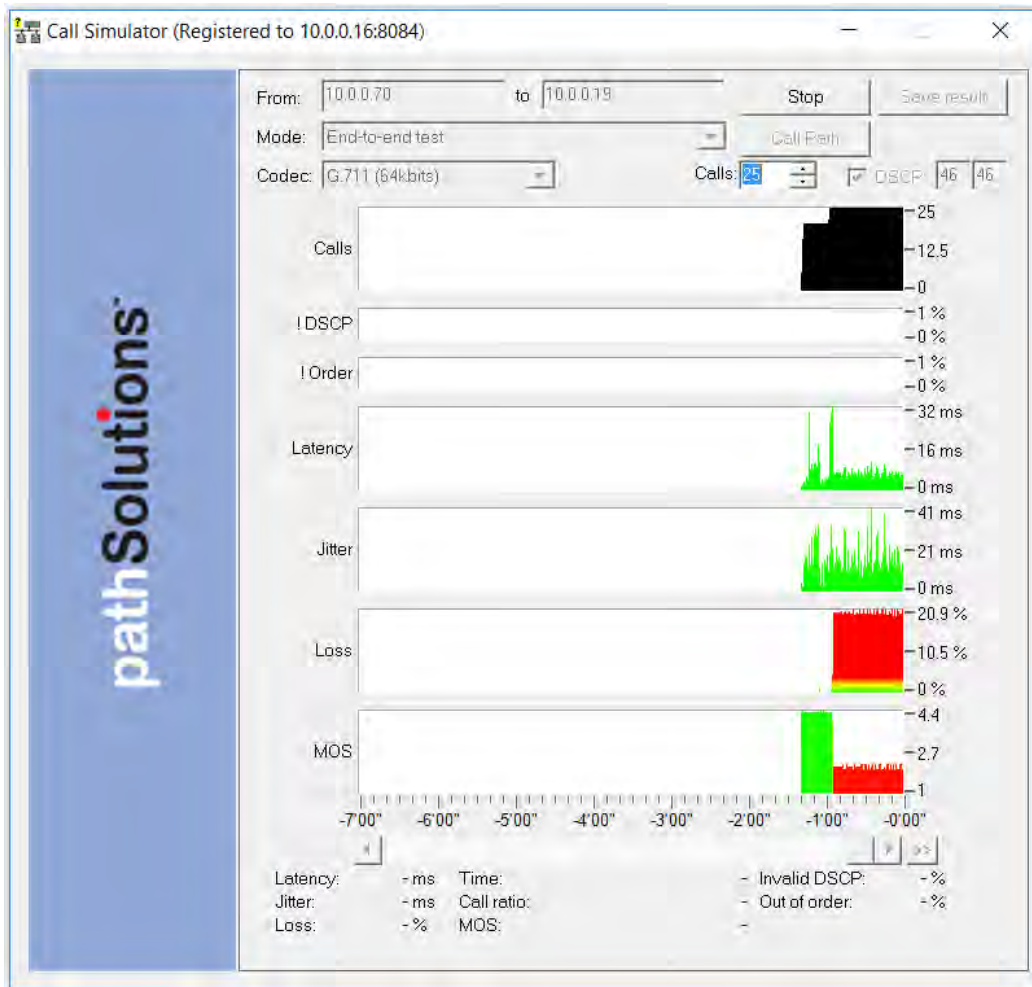 Call Simulator (Registered to 10.0.0.16:8084)
From: 10.0.0.70 to 10.0.0.19 Stop Save result
Mode: End-to-end test Call Path
Codec: G.711 (64kbits) Calls: 25 DSCP 46 46
Calls 25 12.5 0
! DSCP 1 % 0 %
! Order 1 % 0 %
Latency 32 ms 16 ms 0 ms
Jitter 41 ms 21 ms 0 ms
Loss 20.9 % 10.5 % 0 %
MOS 4.4 2.7 1
-7'00" -6'00" -5'00" -4'00" -3'00" -2'00" -1'00" -0'00"
>>
Latency: - ms Time: - Invalid DSCP: - %
Jitter: - ms Call ratio: - Out of order: - %
Loss: - % MOS: -
pathSolutions